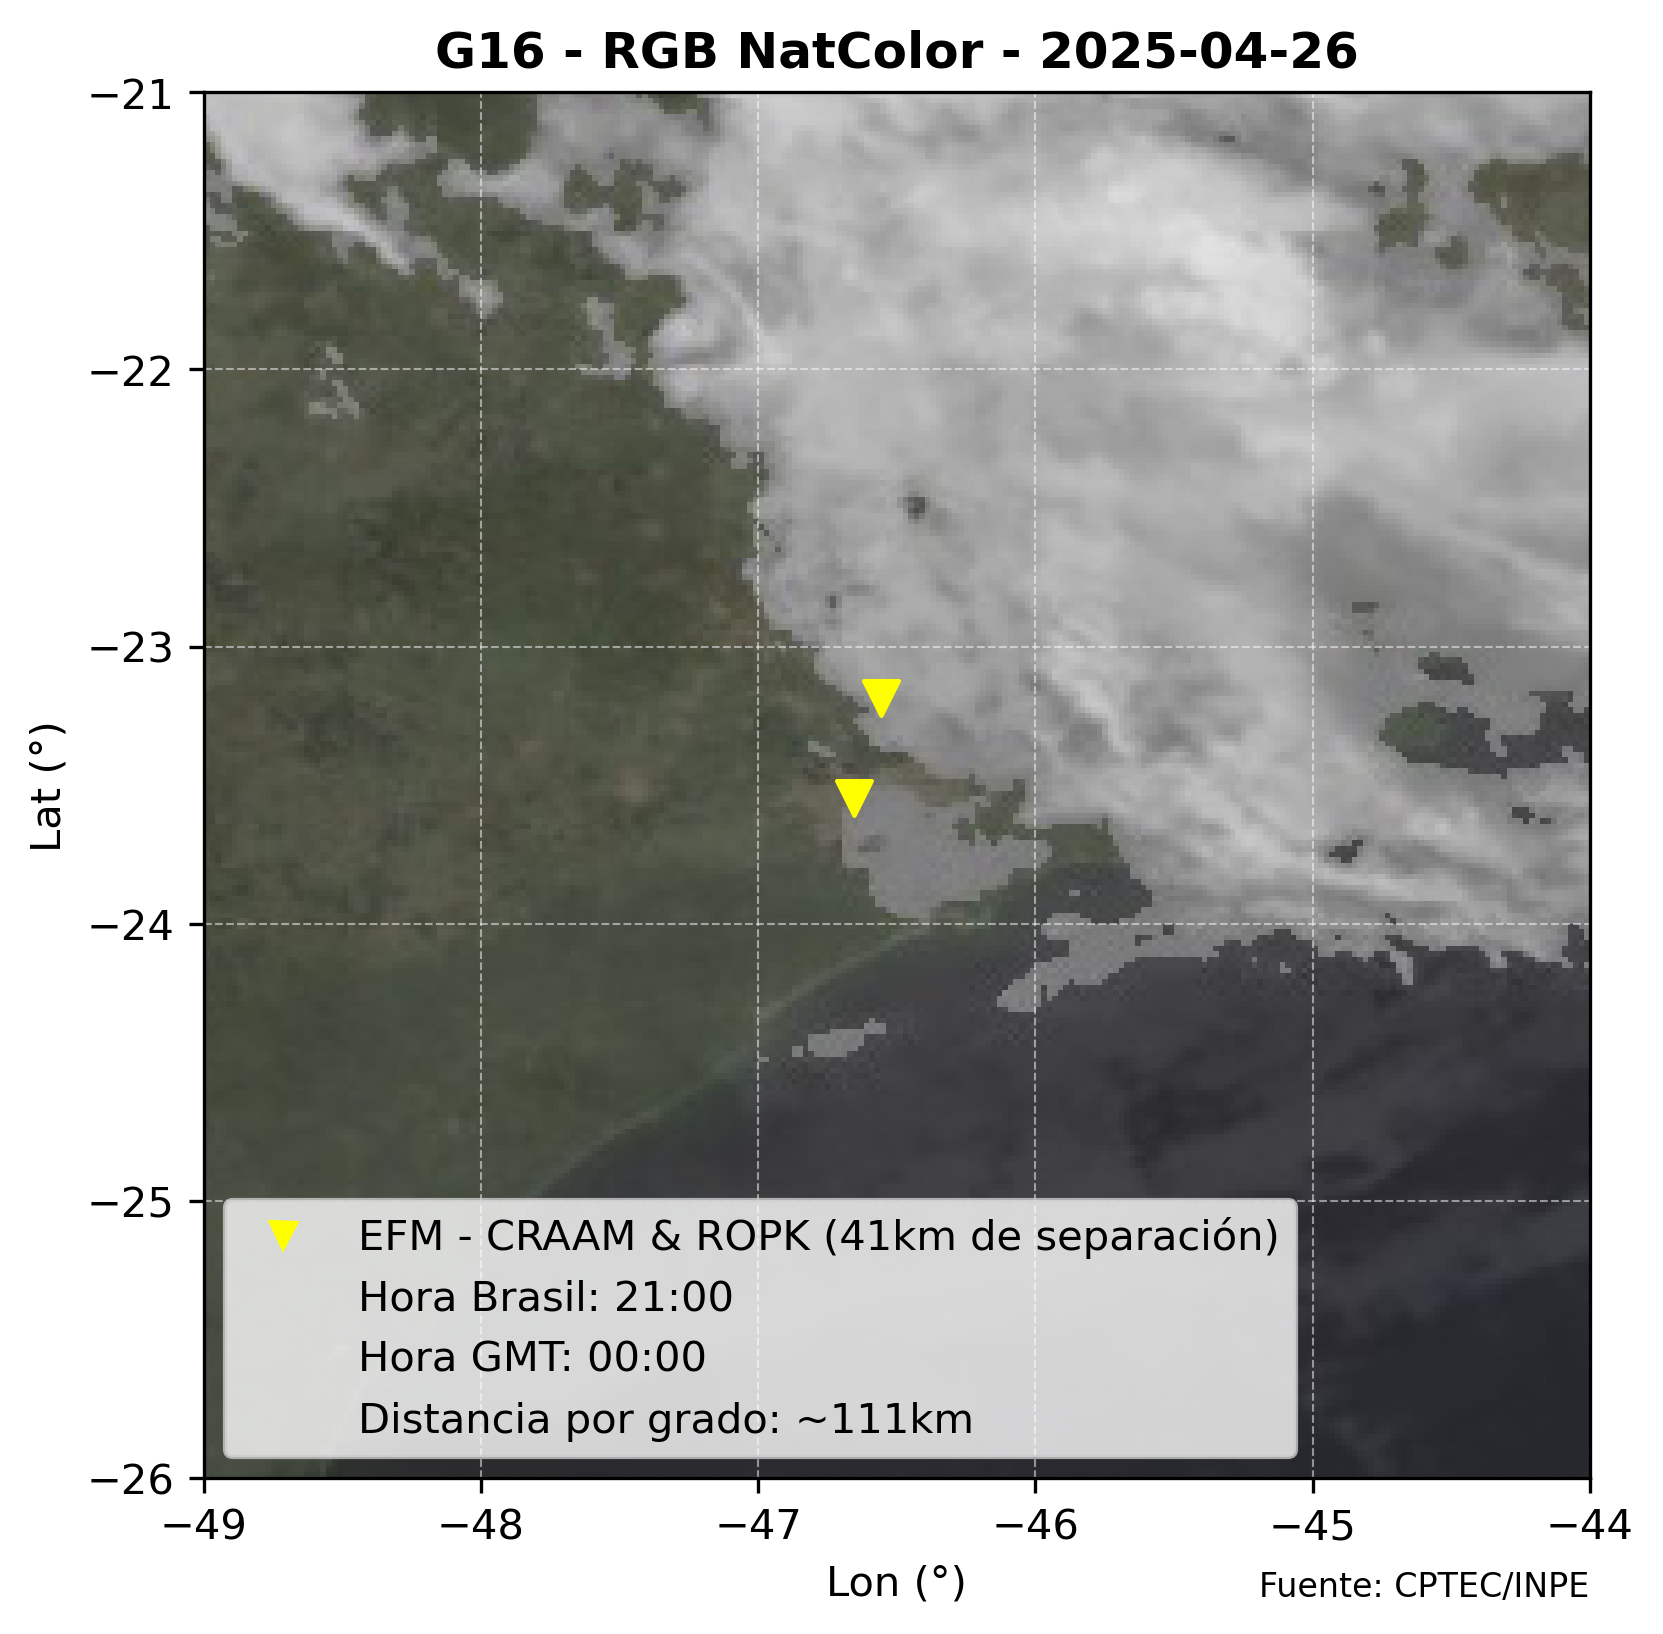 G16 - RGB NatColor - 2025-04-26
−21
−22
−23
−24
−25
−26
Lat (°)
EFM - CRAAM & ROPK (41km de separación)
Hora Brasil: 21:00
Hora GMT: 00:00
Distancia por grado: ~111km
−49 −48 −47 −46 −45 −44
Lon (°)
Fuente: CPTEC/INPE